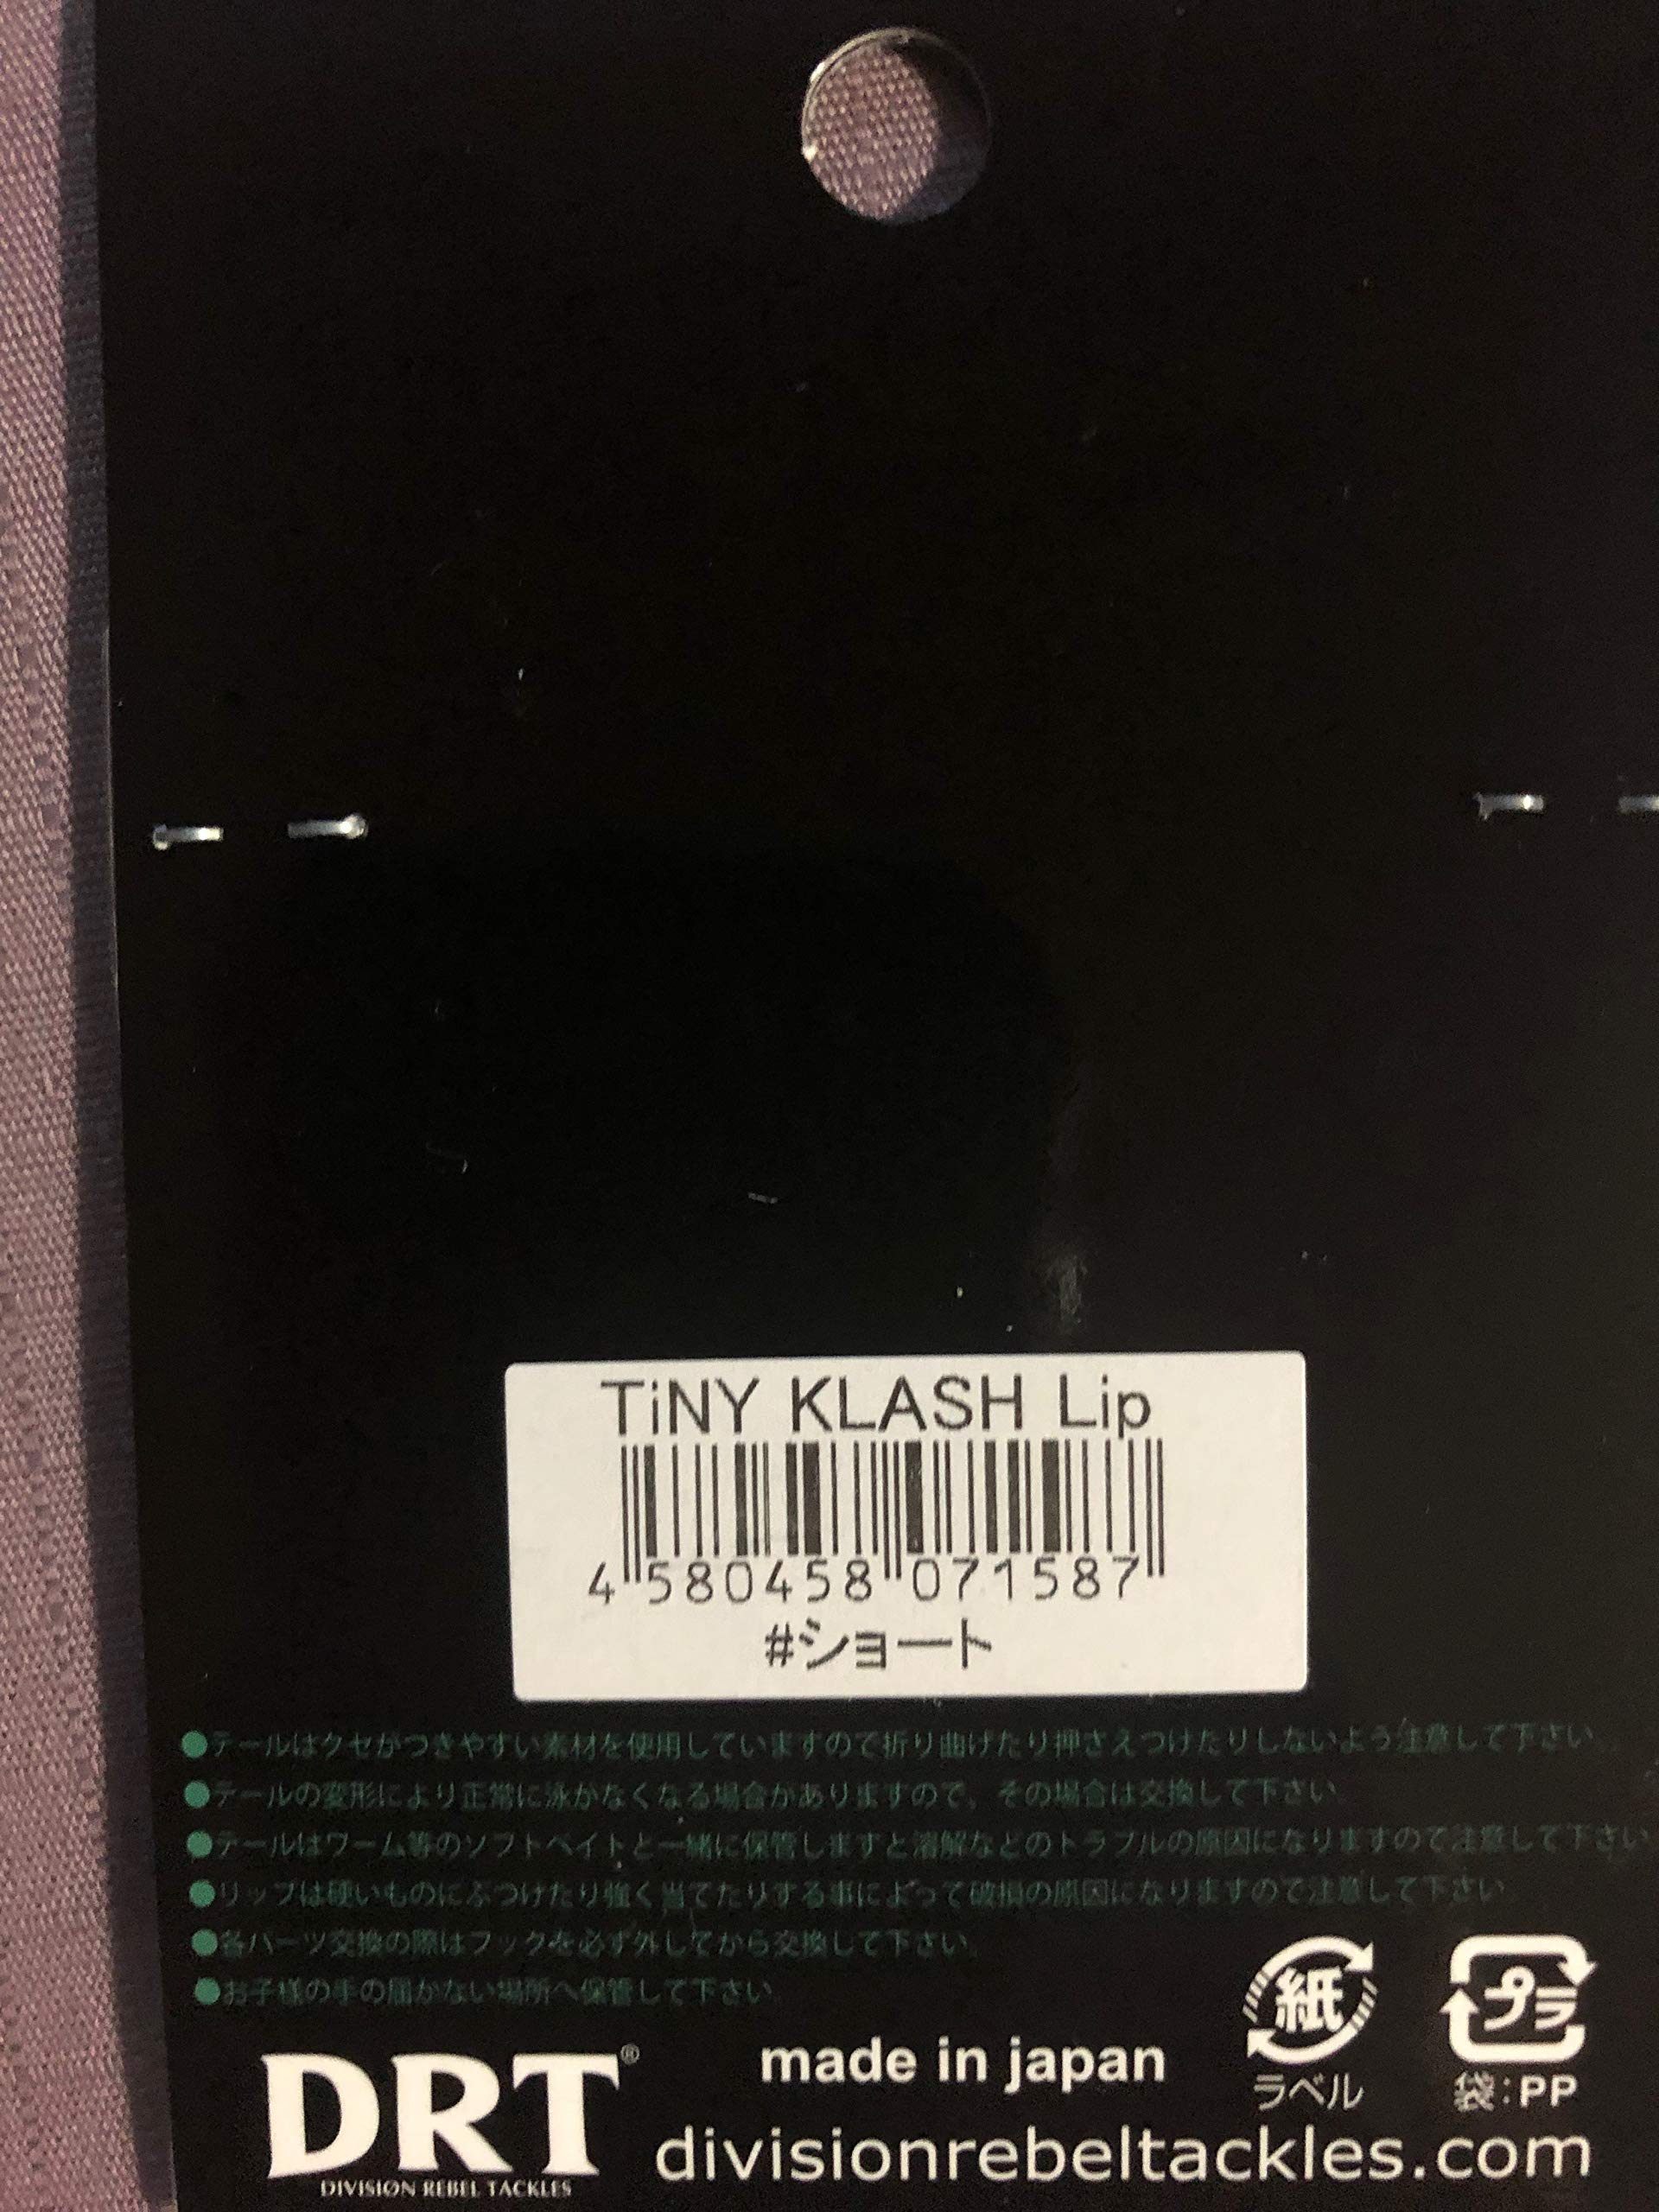 TiNY KLASH Lip
4 580458 071587
#ショート
●テールはクセがつきやすい素材を使用していますので折り曲げたり押さえつけたりしないよう注意して下さい。
●テールの変形により正常に泳がなくなる場合がありますので、その場合は交換して下さい。
●テールはワーム等のソフトベイトと一緒に保管しますと溶解などのトラブルの原因になりますので注意して下さい
●リップは硬いものにぶつけたり強く当てたりする事によって破損の原因になりますので注意して下さい
●各パーツ交換の際はフックを必ず外してから交換して下さい。
●お子様の手の届かない場所へ保管して下さい
紙
プラ
ラベル
袋:PP
DRT®
DIVISION REBEL TACKLES
made in japan
divisionrebeltackles.com